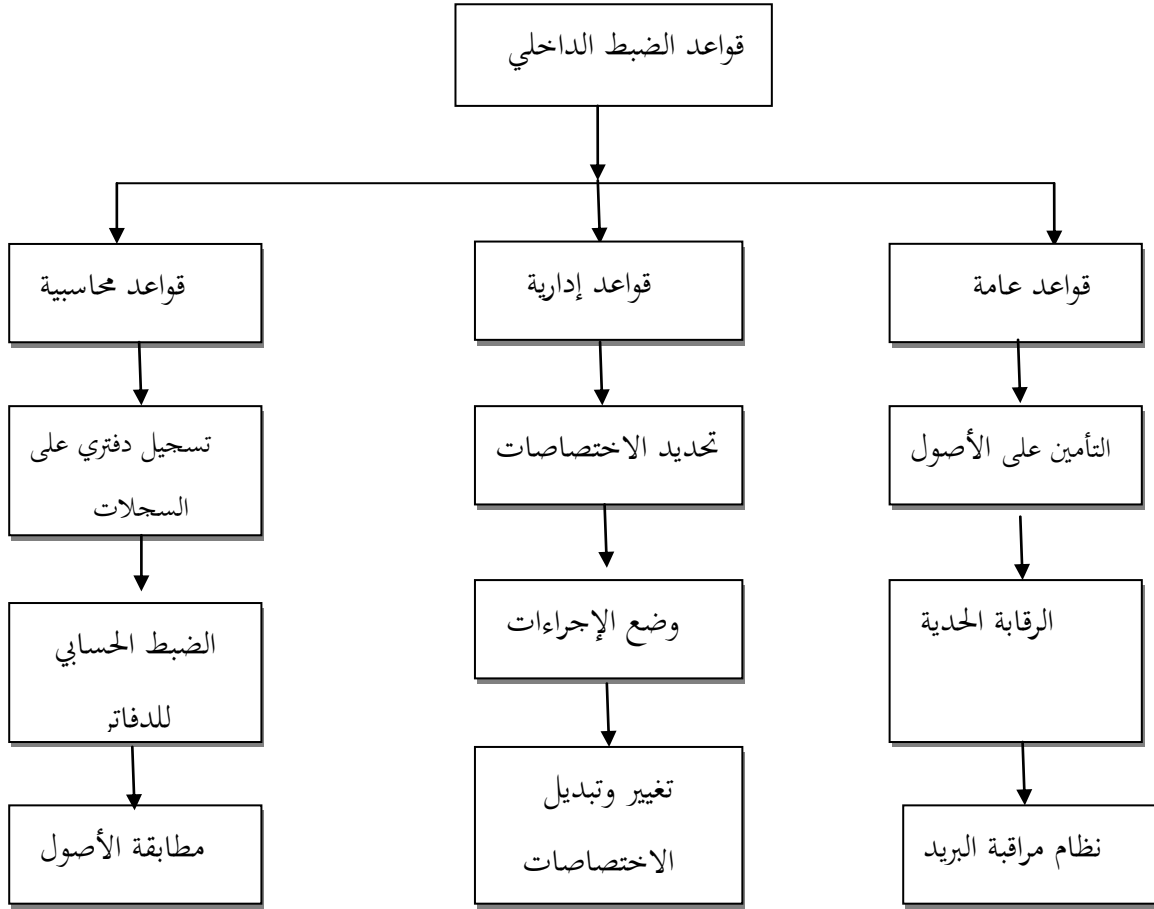 قواعد الضبط الداخلي
قواعد عامة
قواعد إدارية
قواعد محاسبية
التأمين على الأصول
تحديد الاختصاصات
تسجيل دفتري على
السجلات
الرقابة الحدية
وضع الإجراءات
الضبط الحسابي
للدفاتر
نظام مراقبة البريد
تغيير وتبديل
الاختصاصات
مطابقة الأصول